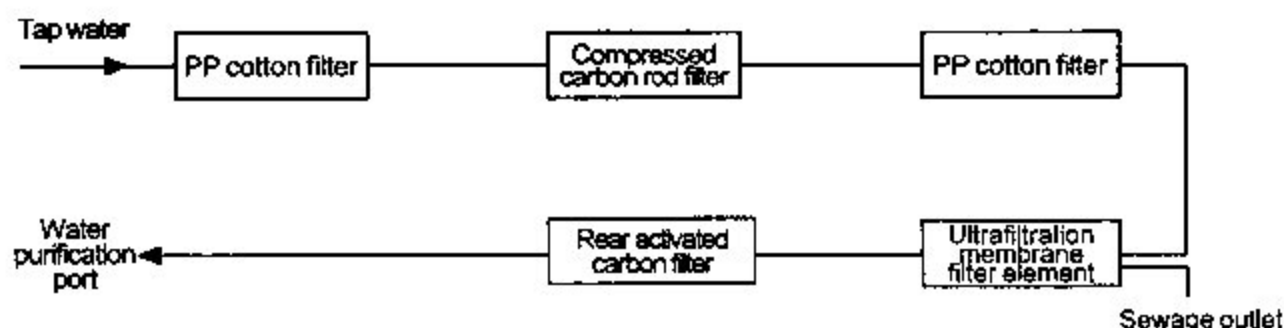 Tap water
PP cotton filter
Compressed
carbon rod filter
PP cotton filter
Water
purification
port
Rear activated
carbon filter
Ultrafiltralion
membrane
filter element
Sewage outlet